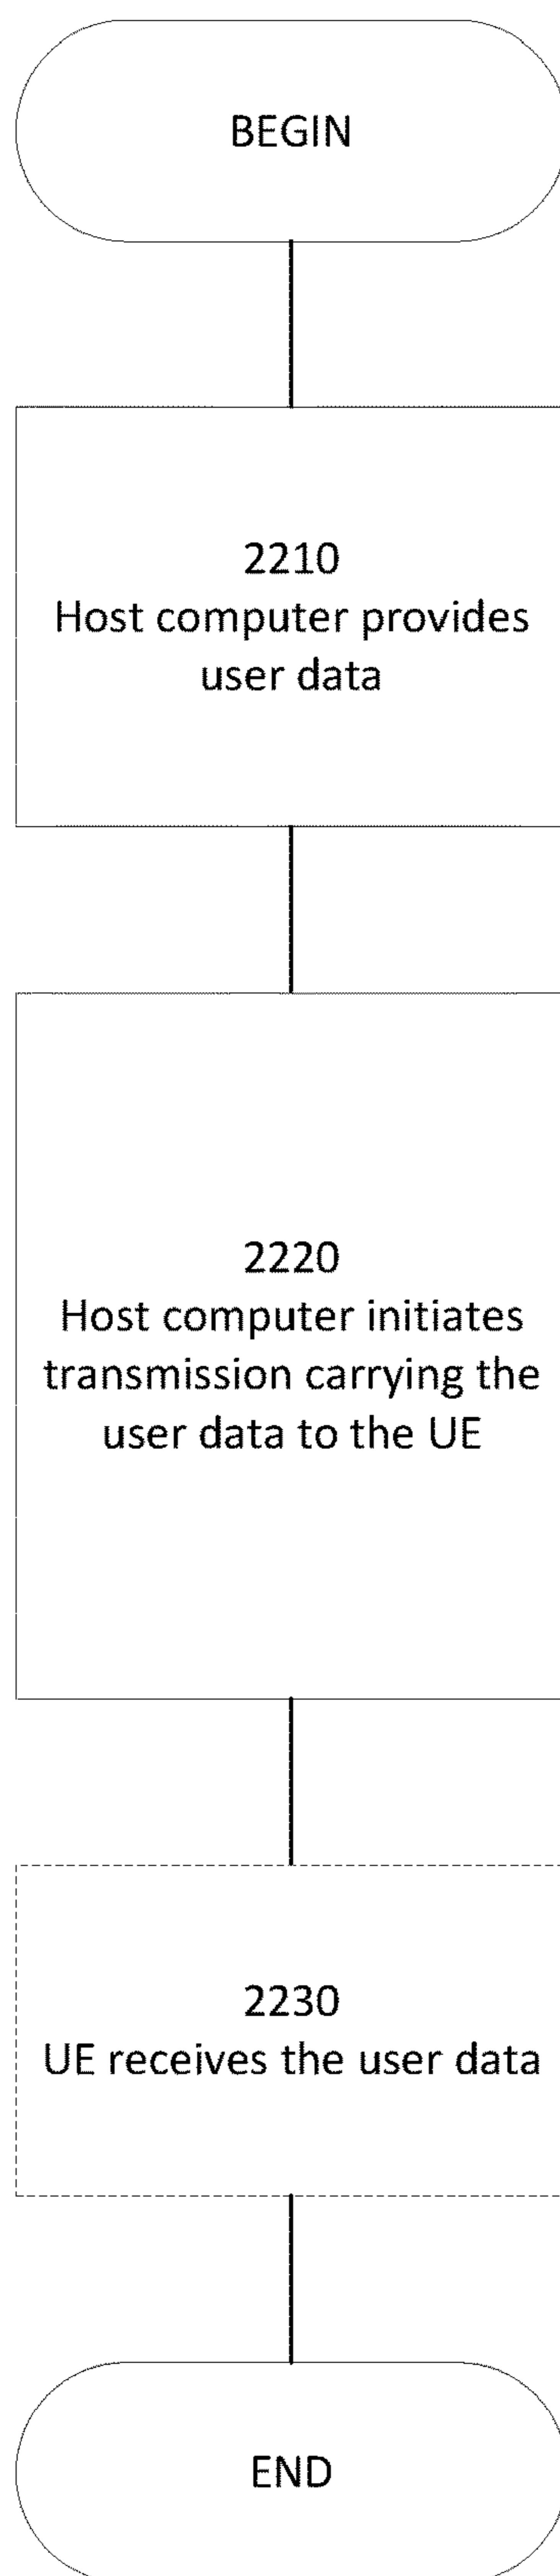 BEGIN
2210
Host computer provides
user data
2220
Host computer initiates
transmission carrying the
user data to the UE
2230
UE receives the user data
END